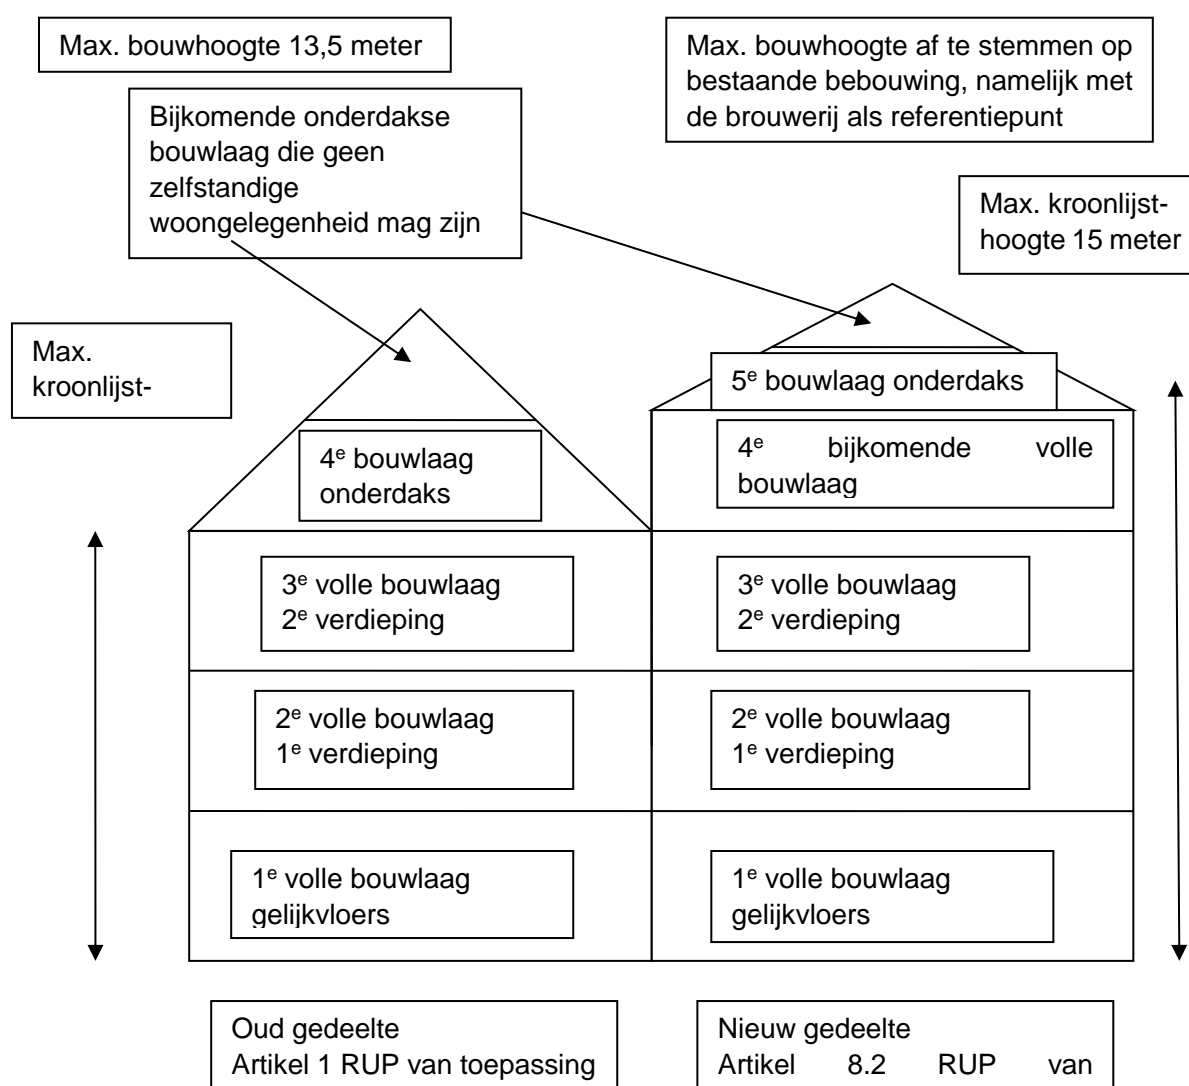 Max. bouwhoogte 13,5 meter
Max. bouwhoogte af te stemmen op
bestaande bebouwing, namelijk met
de brouwerij als referentiepunt
Bijkomende onderdakse
bouwlaag die geen
zelfstandige
woongelegenheid mag zijn
Max. kroonlijst-
hoogte 15 meter
Max.
kroonlijst-
5e bouwlaag onderdaks
4e bouwlaag
onderdaks
4e bijkomende volle
bouwlaag
3e volle bouwlaag
2e verdieping
3e volle bouwlaag
2e verdieping
2e volle bouwlaag
1e verdieping
2e volle bouwlaag
1e verdieping
1e volle bouwlaag
gelijkvloers
1e volle bouwlaag
gelijkvloers
Oud gedeelte
Artikel 1 RUP van toepassing
Nieuw gedeelte
Artikel 8.2 RUP van